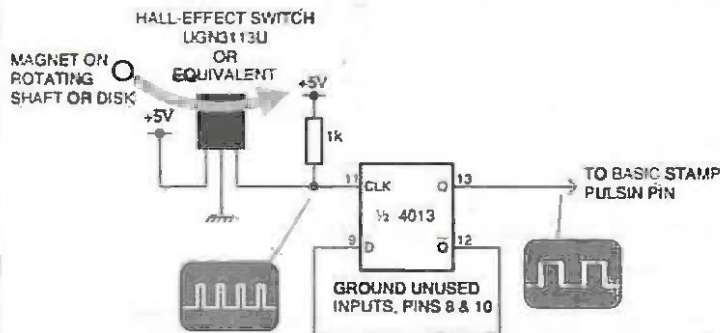 HALL-EFFECT SWITCH
UGN3113U
OR
EQUIVALENT
MAGNET ON
ROTATING
SHAFT OR DISK
+5V
+5V
1k
11
CLK
Q
13
TO BASIC STAMP
PULSIN PIN
½ 4013
9
D
Q
12
GROUND UNUSED
INPUTS, PINS 8 & 10